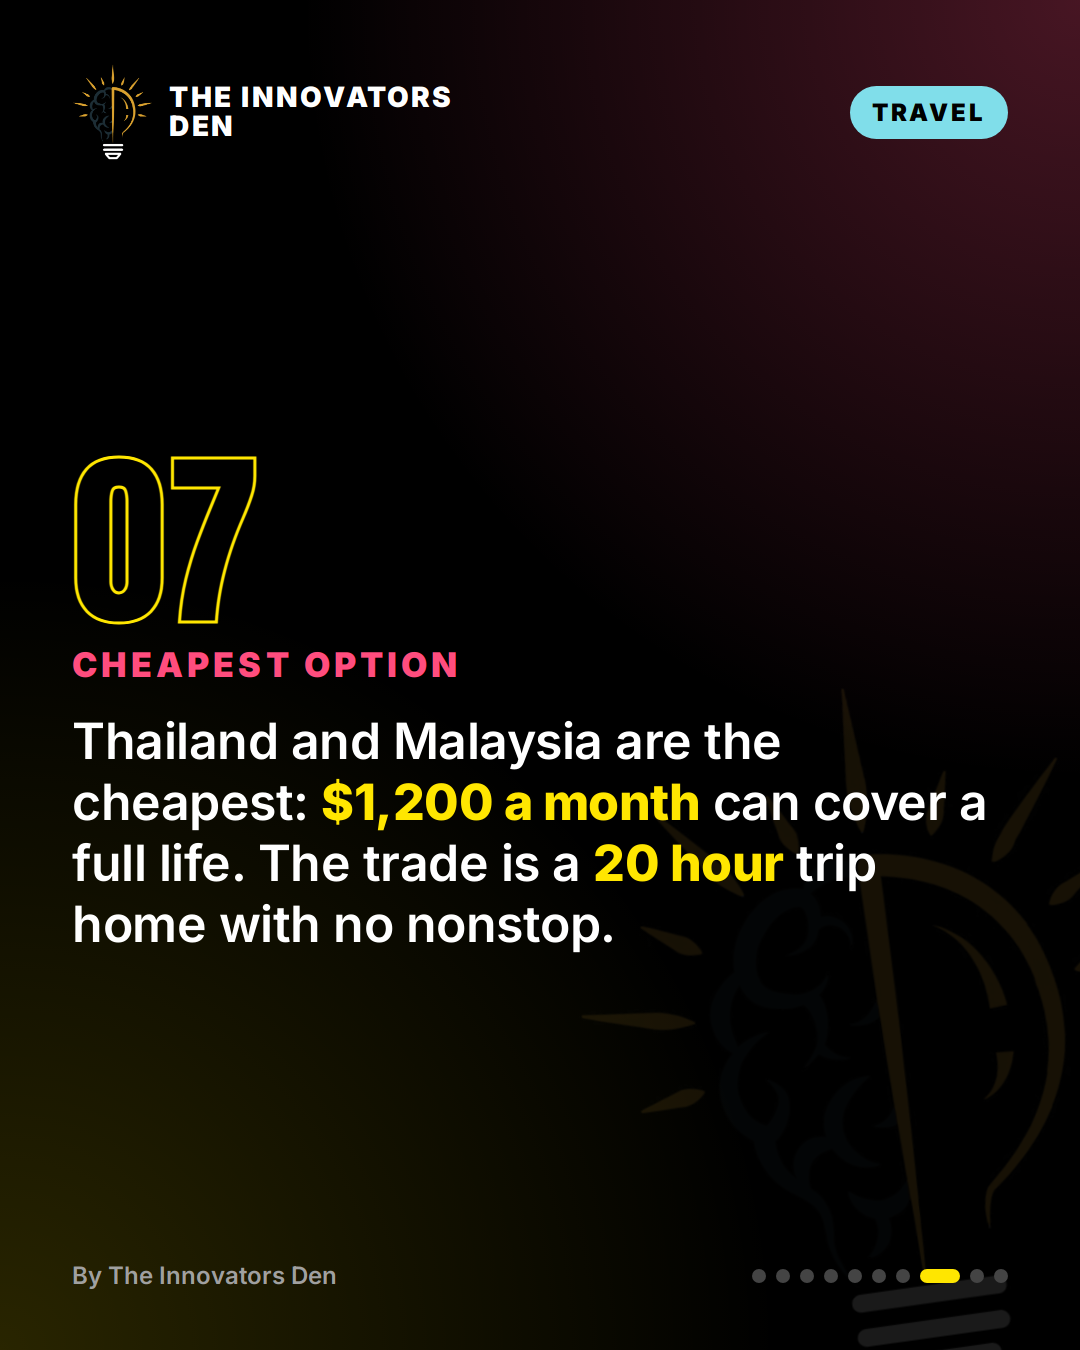 THE INNOVATORS
DEN
TRAVEL
07
CHEAPEST OPTION
Thailand and Malaysia are the
cheapest: $1,200 a month can cover a
full life. The trade is a 20 hour trip
home with no nonstop.
By The Innovators Den